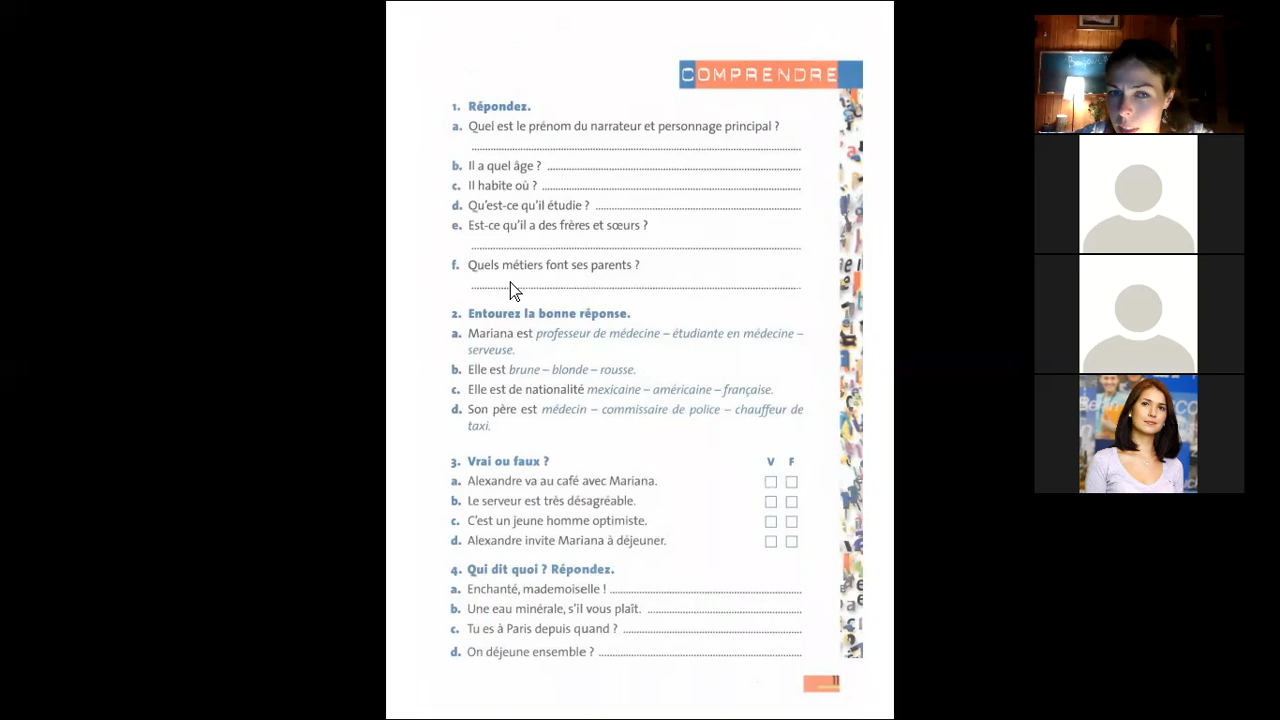 COMPRENDRE
1. Répondez.
a. Quel est le prénom du narrateur et personnage principal ?
b. Il a quel âge ?
c. Il habite où ?
d. Qu'est-ce qu'il étudie ?
e. Est-ce qu'il a des frères et sœurs ?
f. Quels métiers font ses parents ?
2. Entourez la bonne réponse.
a. Mariana est professeur de médecine – étudiante en médecine –
serveuse.
b. Elle est brune – blonde – rousse.
c. Elle est de nationalité mexicaine – américaine – française.
d. Son père est médecin – commissaire de police – chauffeur de
taxi.
3. Vrai ou faux ? V F
a. Alexandre va au café avec Mariana.
b. Le serveur est très désagréable.
c. C'est un jeune homme optimiste.
d. Alexandre invite Mariana à déjeuner.
4. Qui dit quoi ? Répondez.
a. Enchanté, mademoiselle !
b. Une eau minérale, s'il vous plaît.
c. Tu es à Paris depuis quand ?
d. On déjeune ensemble ?
11